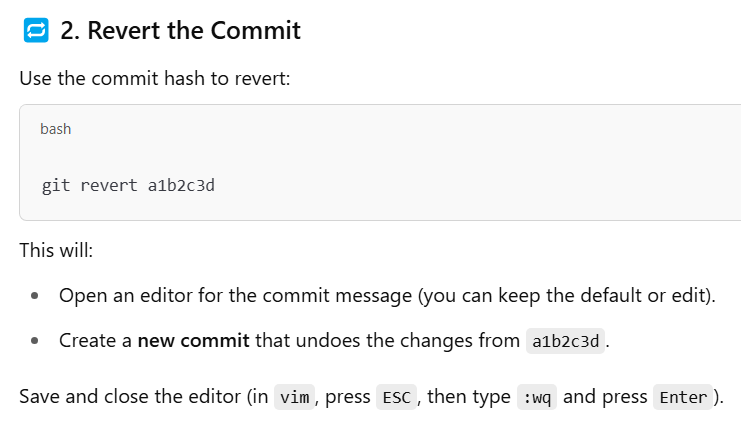 🔁 2. Revert the Commit
Use the commit hash to revert:
bash
git revert a1b2c3d
This will:
• Open an editor for the commit message (you can keep the default or edit).
• Create a new commit that undoes the changes from a1b2c3d.
Save and close the editor (in vim, press ESC, then type :wq and press Enter).